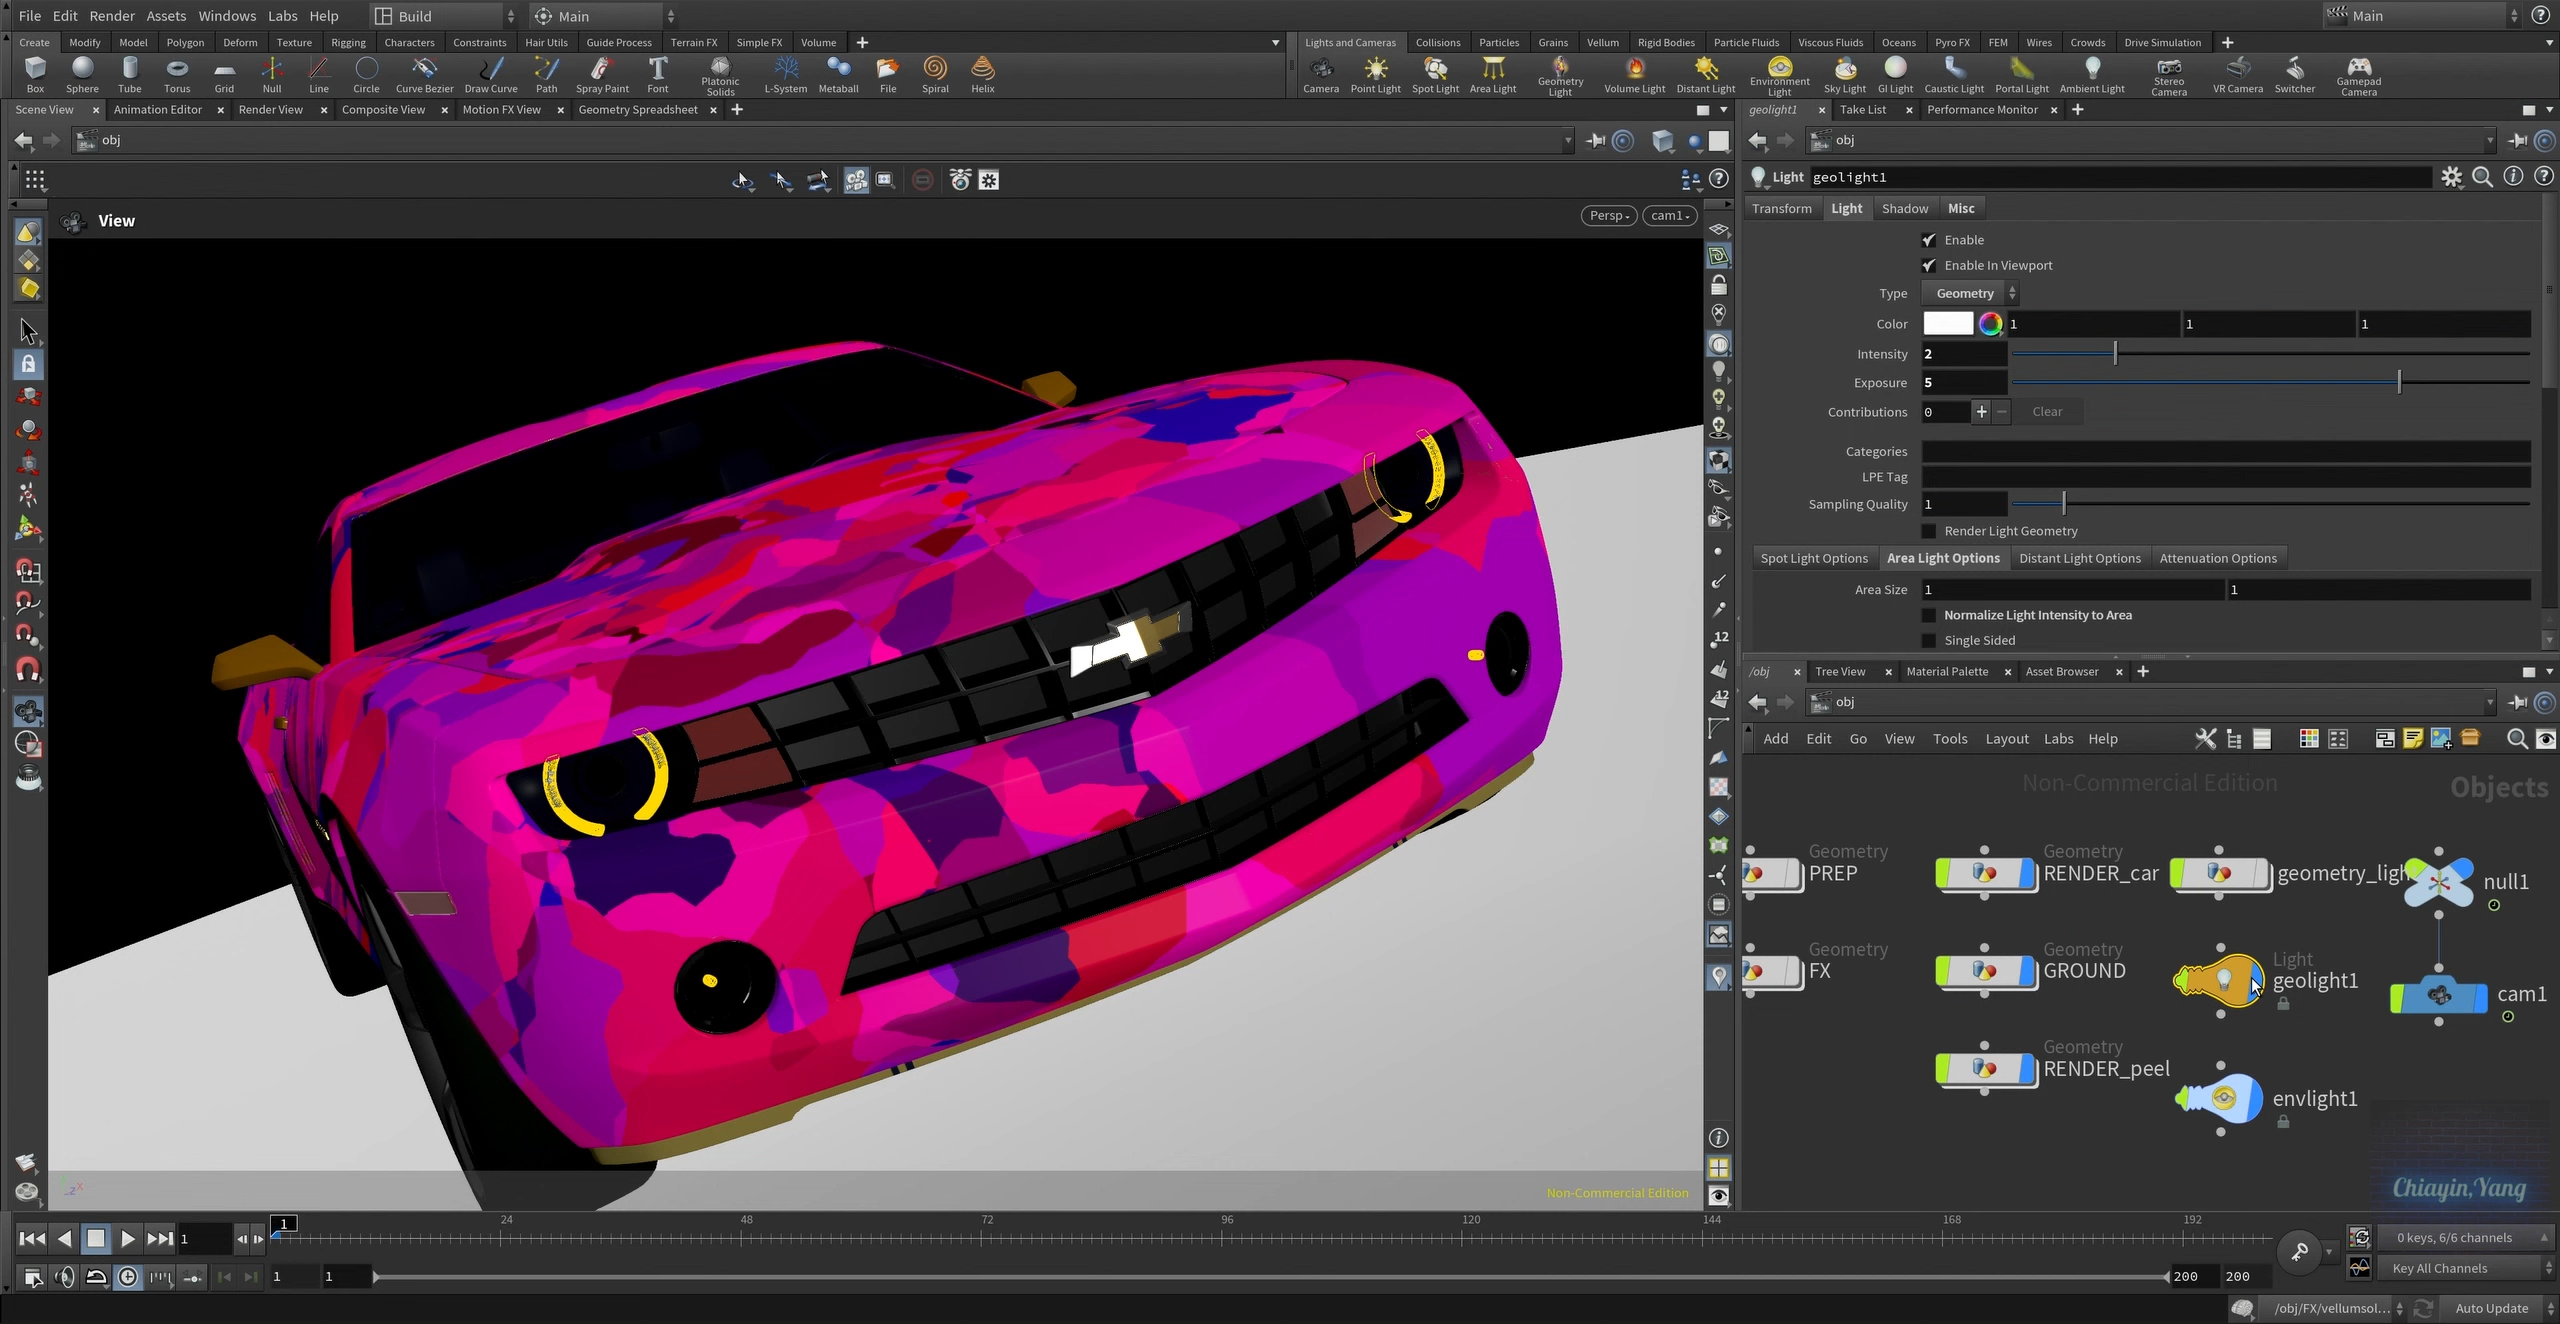 File Edit Render Assets Windows Labs Help Build Main Main
Create Modify Model Polygon Deform Texture Rigging Characters Constraints Hair Utils Guide Process Terrain FX Simple FX Volume
Lights and Cameras Collisions Particles Grains Vellum Rigid Bodies Particle Fluids Viscous Fluids Oceans Pyro FX FEM Wires Crowds Drive Simulation
Box Sphere Tube Torus Grid Null Line Circle Curve Bezier Draw Curve Path Spray Paint Font Platonic Solids L-System Metaball File Spiral Helix
Camera Point Light Spot Light Area Light Geometry Light Volume Light Distant Light Environment Light Sky Light GI Light Caustic Light Portal Light Ambient Light Stereo Camera VR Camera Switcher Gamepad Camera
Scene View Animation Editor Render View Composite View Motion FX View Geometry Spreadsheet
obj
View
Persp cam1
Non-Commercial Edition
geolight1 Take List Performance Monitor
obj
Light geolight1
Transform Light Shadow Misc
Enable
Enable In Viewport
Type Geometry
Color 1 1 1
Intensity 2
Exposure 5
Contributions 0 Clear
Categories
LPE Tag
Sampling Quality 1
Render Light Geometry
Spot Light Options Area Light Options Distant Light Options Attenuation Options
Area Size 1 1
Normalize Light Intensity to Area
Single Sided
/obj Tree View Material Palette Asset Browser
obj
Add Edit Go View Tools Layout Labs Help
Non-Commercial Edition
Objects
Geometry
PREP
Geometry
RENDER_car
geometry_ligh
null1
Geometry
FX
Geometry
GROUND
Light
geolight1
cam1
Geometry
RENDER_peel
envlight1
Chiayin,Yang
12
12
1 24 48 72 96 120 144 168 192
1
0 keys, 6/6 channels
1 1 200 200
Key All Channels
/obj/FX/vellumsol... Auto Update